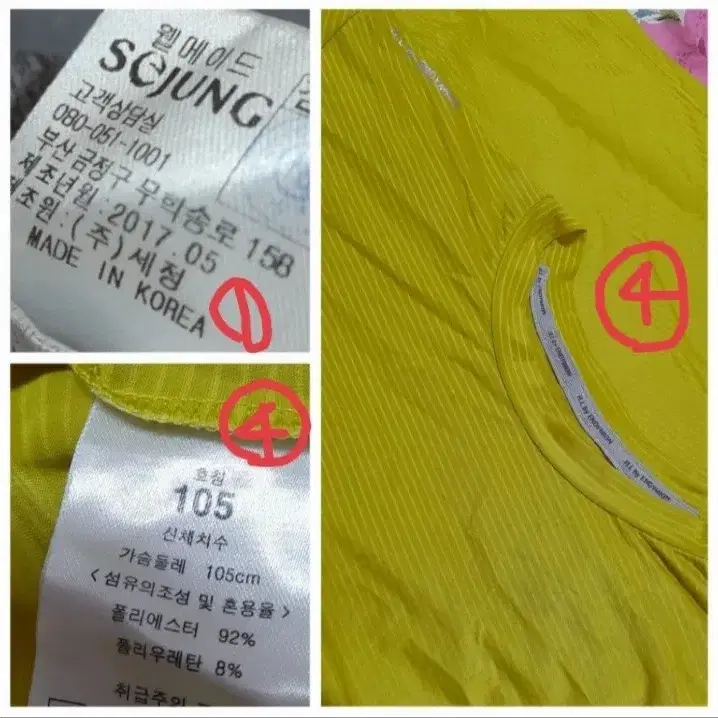 웰메이드
SEJUNG
고객상담실
080-051-1001
부산 금정구 무학송로 158
제조년월 : 2017.05
제조원 : (주)세정
MADE IN KOREA
1
4
호칭
105
신체치수
가슴둘레 105cm
<섬유의조성 및 혼용율>
폴리에스터 92%
폴리우레탄 8%
취급주의
4
by ENDYMION